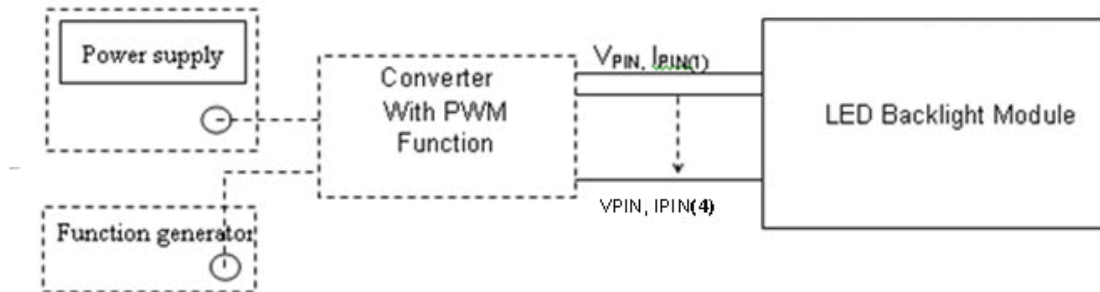 Power supply
Converter
With PWM
Function
VPIN, IPIN(1)
LED Backlight Module
VPIN, IPIN(4)
Function generator